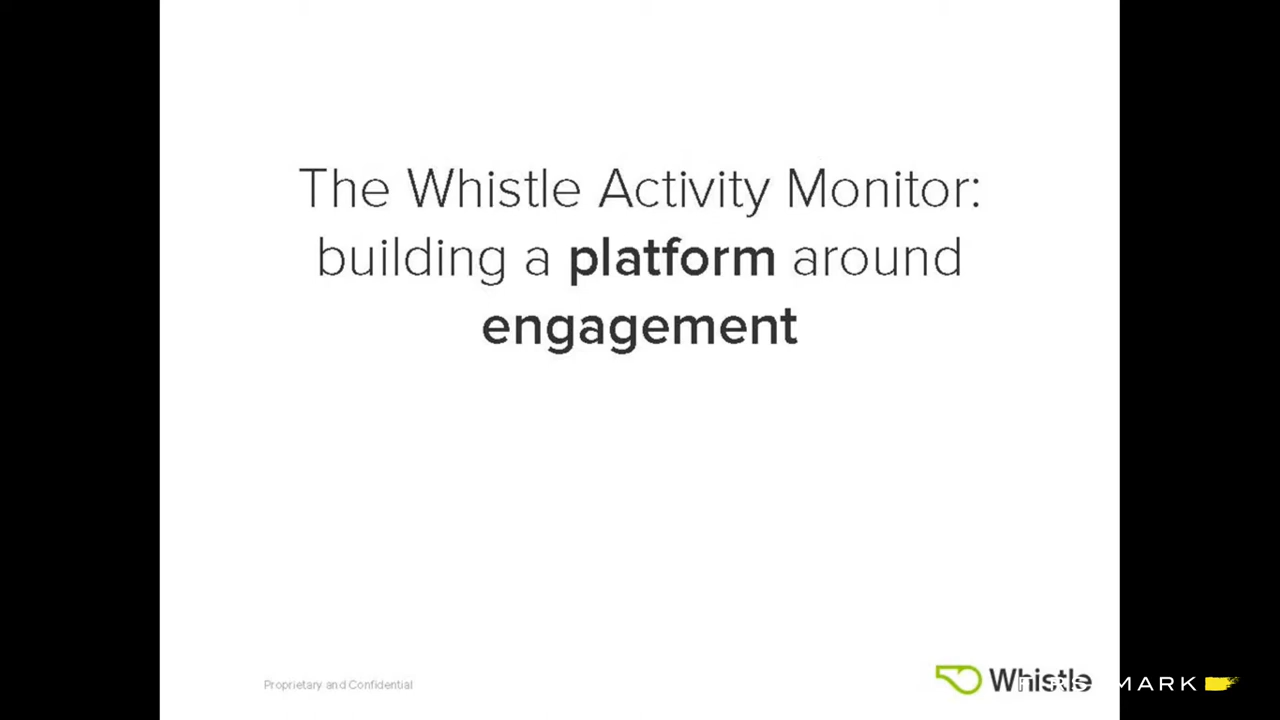 The Whistle Activity Monitor:
building a platform around
engagement
Proprietary and Confidential
Whistle
MARK